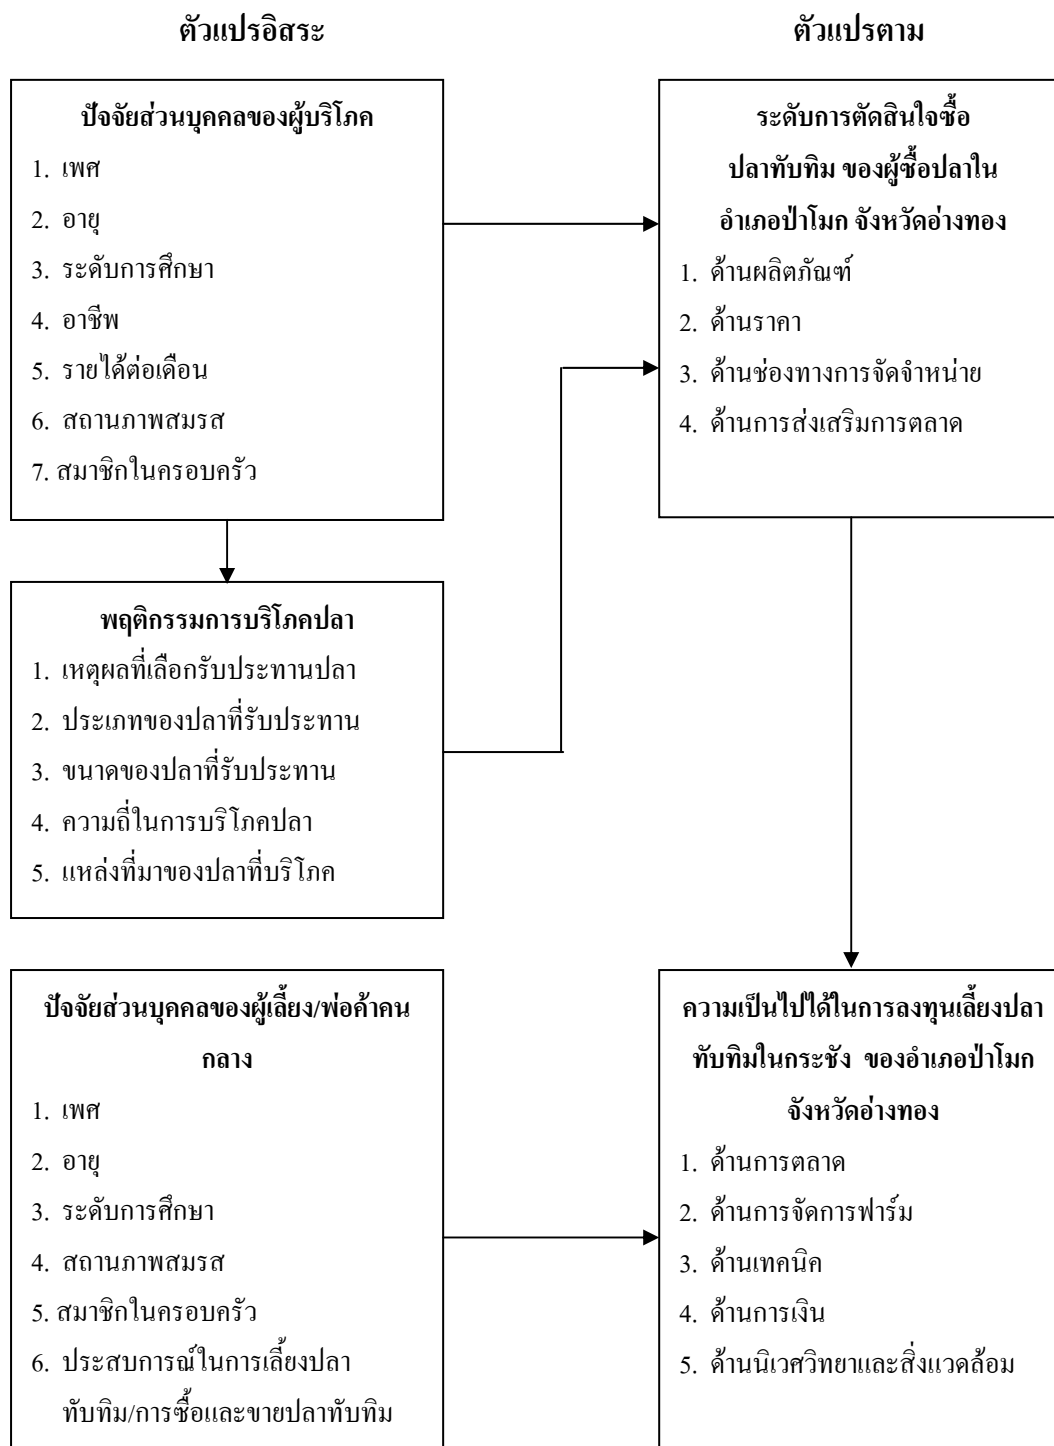 ตัวแปรอิสระ
ตัวแปรตาม
ปัจจัยส่วนบุคคลของผู้บริโภค
1. เพศ
2. อายุ
3. ระดับการศึกษา
4. อาชีพ
5. รายได้ต่อเดือน
6. สถานภาพสมรส
7. สมาชิกในครอบครัว
ระดับการตัดสินใจซื้อ
ปลาทับทิม ของผู้ซื้อปลาใน
อำเภอป่าโมก จังหวัดอ่างทอง
1. ด้านผลิตภัณฑ์
2. ด้านราคา
3. ด้านช่องทางการจัดจำหน่าย
4. ด้านการส่งเสริมการตลาด
พฤติกรรมการบริโภคปลา
1. เหตุผลที่เลือกรับประทานปลา
2. ประเภทของปลาที่รับประทาน
3. ขนาดของปลาที่รับประทาน
4. ความถี่ในการบริโภคปลา
5. แหล่งที่มาของปลาที่บริโภค
ปัจจัยส่วนบุคคลของผู้เลี้ยง/พ่อค้าคน
กลาง
1. เพศ
2. อายุ
3. ระดับการศึกษา
4. สถานภาพสมรส
5. สมาชิกในครอบครัว
6. ประสบการณ์ในการเลี้ยงปลา
ทับทิม/การซื้อและขายปลาทับทิม
ความเป็นไปได้ในการลงทุนเลี้ยงปลา
ทับทิมในกระชัง ของอำเภอป่าโมก
จังหวัดอ่างทอง
1. ด้านการตลาด
2. ด้านการจัดการฟาร์ม
3. ด้านเทคนิค
4. ด้านการเงิน
5. ด้านนิเวศวิทยาและสิ่งแวดล้อม